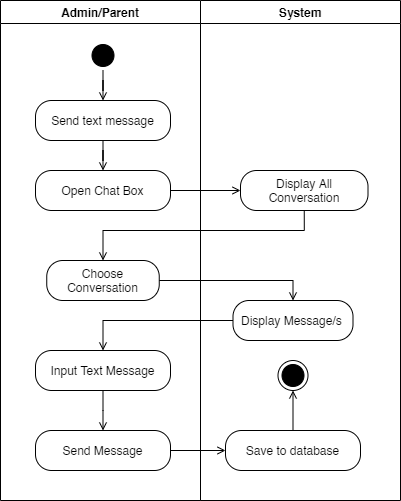 Admin/Parent
System
Send text message
Open Chat Box
Display All
Conversation
Choose
Conversation
Display Message/s
Input Text Message
Send Message
Save to database